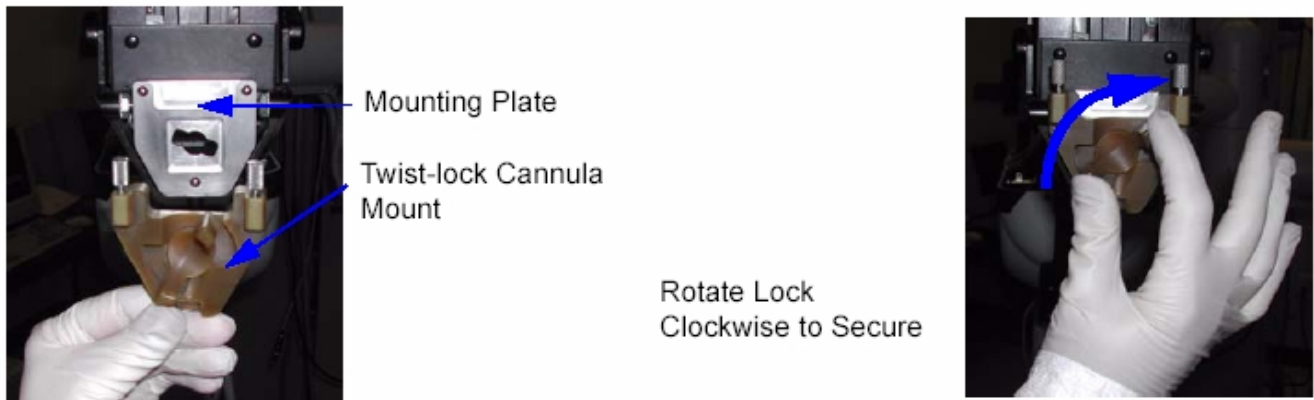 Mounting Plate
Twist-lock Cannula
Mount
Rotate Lock
Clockwise to Secure